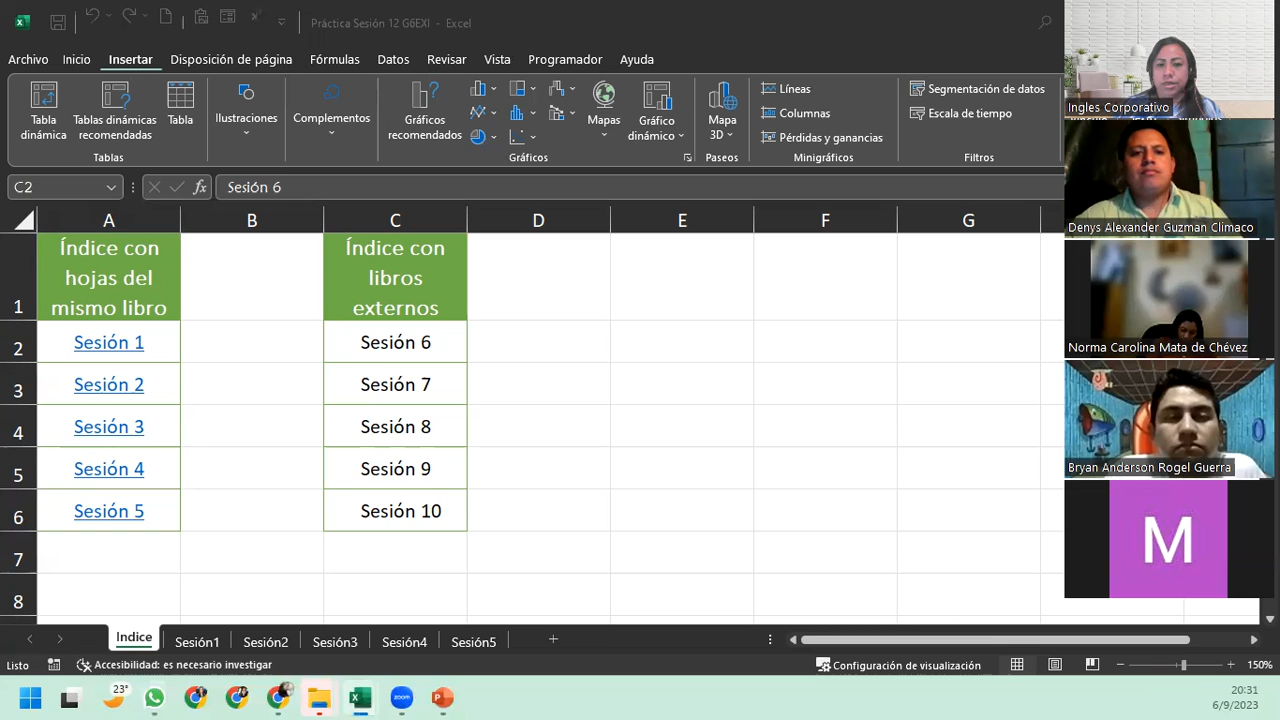 Práctica Sesión 12 G6EXI - Excel
Archivo Inicio Insertar Disposición de página Fórmulas Programador Ayuda
Tabla dinámica
Tablas dinámicas recomendadas
Tabla
Ilustraciones
Complementos
Mapas
Gráfico dinámico
Mapa 3D
Líneas
Columnas
Pérdidas y ganancias
Segmentación de datos
Escala de tiempo
Tablas
Gráficos
Paseos
Minigráficos
Filtros
C2
fx
Sesión 6
A B C D E F G
1
Índice con
hojas del
mismo libro
Índice con
libros
externos
2 Sesión 1 Sesión 6
3 Sesión 2 Sesión 7
4 Sesión 3 Sesión 8
5 Sesión 4 Sesión 9
6 Sesión 5 Sesión 10
7
8
Indice Sesión1 Sesión2 Sesión3 Sesión4 Sesión5
Listo Accesibilidad: es necesario investigar Configuración de visualización 150%
23°
zoom
20:31
6/9/2023
Ingles Corporativo
Denys Alexander Guzman Climaco
Norma Carolina Mata de Chévez
Bryan Anderson Rogel Guerra
M